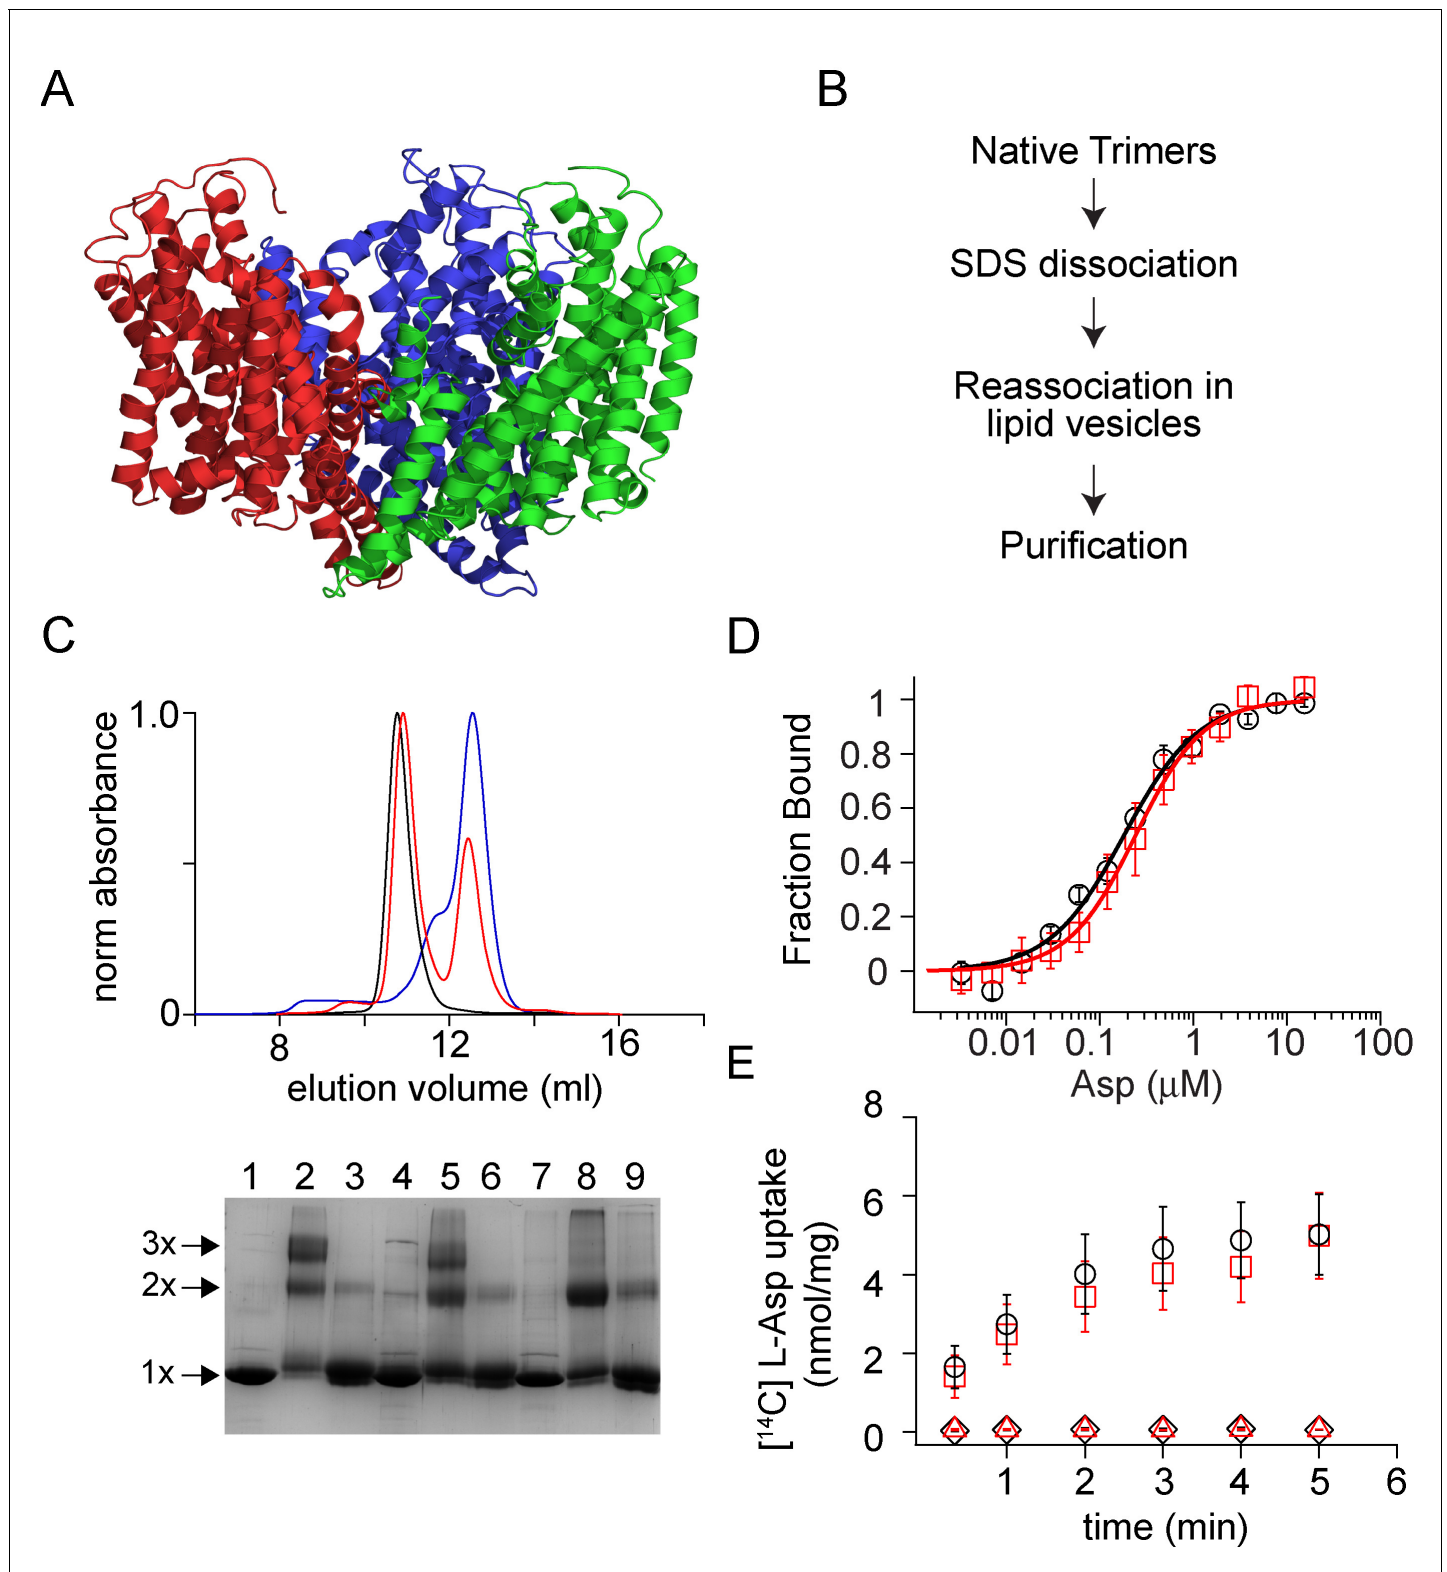 A
B
Native Trimers
SDS dissociation
Reassociation in
lipid vesicles
Purification
C
norm absorbance
1.0
0
8
12
16
elution volume (ml)
1 2 3 4 5 6 7 8 9
3x
2x
1x
D
Fraction Bound
1
0.8
0.6
0.4
0.2
0
0.01 0.1 1 10 100
Asp (μM)
E
[¹⁴C] L-Asp uptake
(nmol/mg)
8
6
4
2
0
1 2 3 4 5 6
time (min)